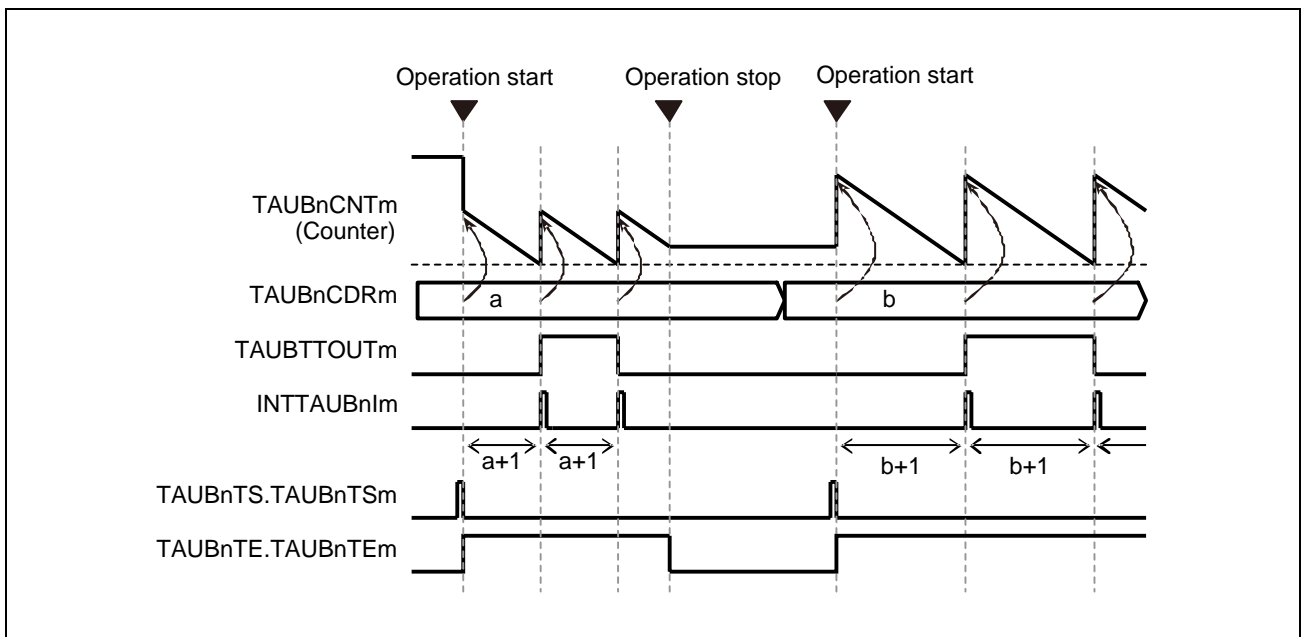 Operation start Operation stop Operation start
TAUBnCNTm
(Counter)
TAUBnCDRm a b
TAUBTTOUTm
INTTAUBnIm
a+1 a+1 b+1 b+1
TAUBnTS.TAUBnTSm
TAUBnTE.TAUBnTEm